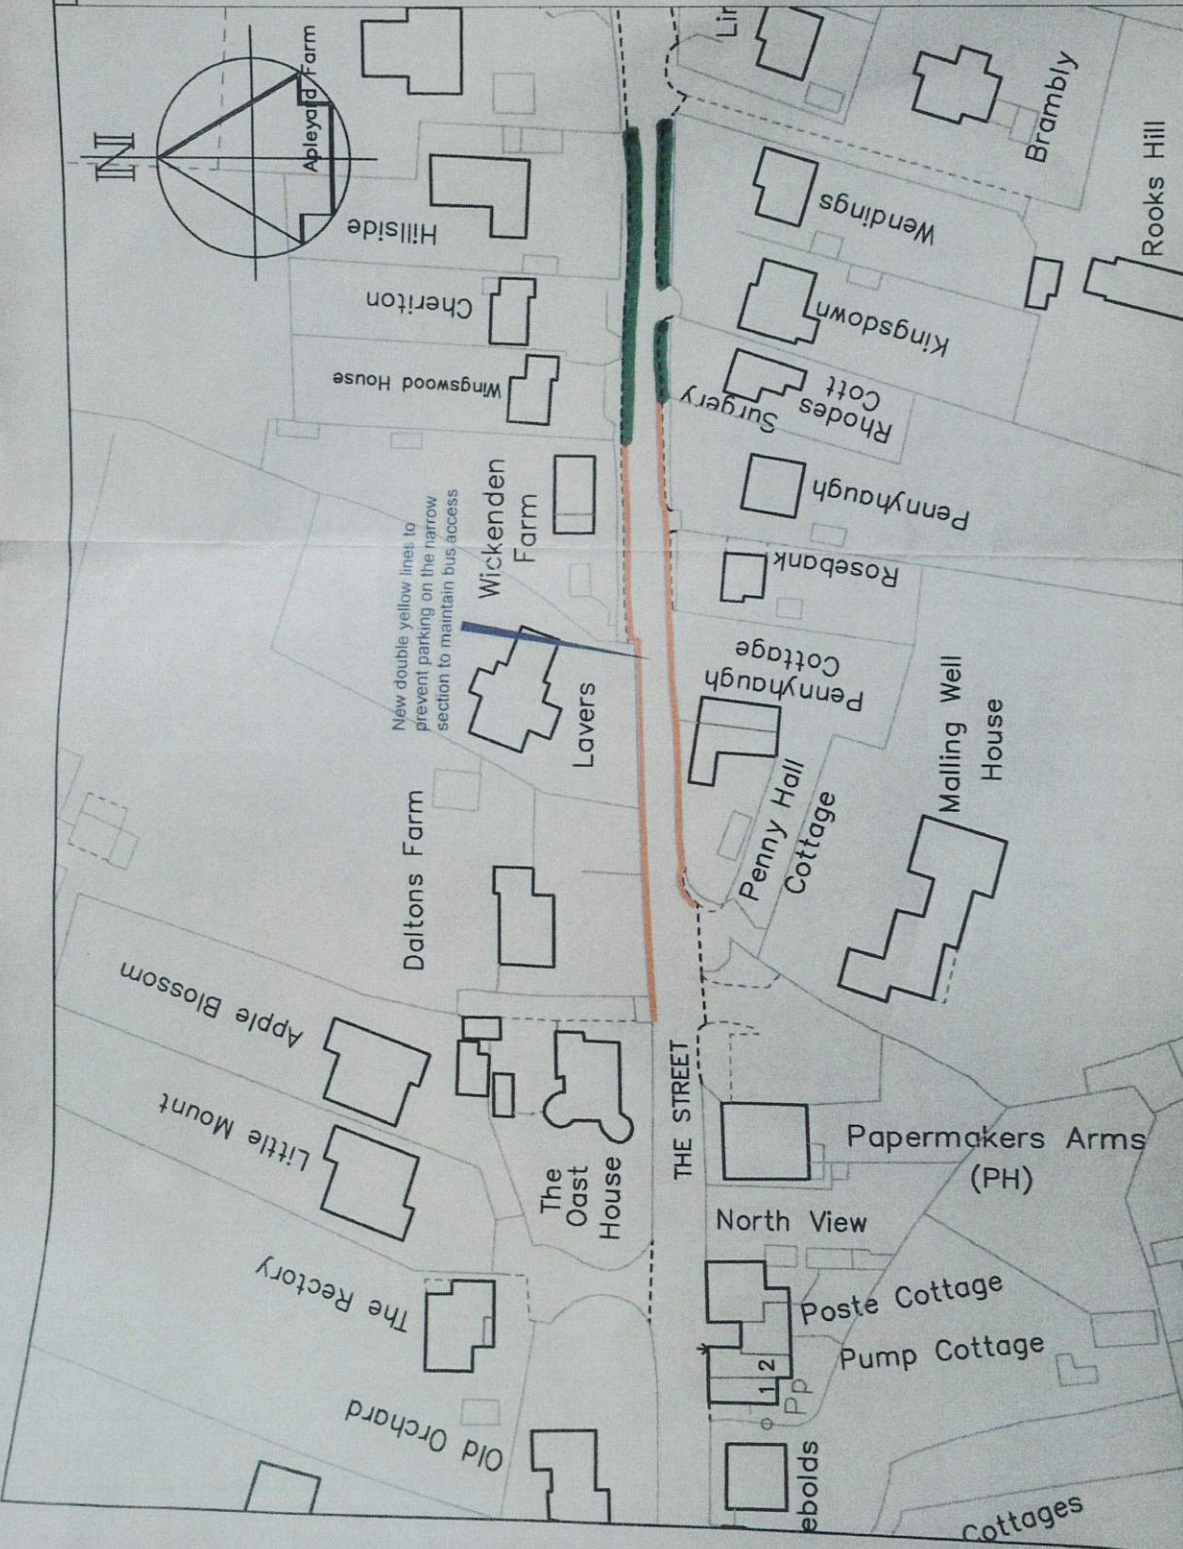 N
Apleyard Farm
Lin
Brambly
Rooks Hill
Hillside
Cheriton
Wingswood House
Wendings
Kingsdown
Rhodes
Cott
Surgery
Pennyhaugh
Rosebank
New double yellow lines to
prevent parking on the narrow
section to maintain bus access
Wickenden
Farm
Lavers
Pennyhaugh
Cottage
Penny Hall
Cottage
Malling Well
House
Daltons Farm
Apple Blossom
Little Mount
The
Oast
House
THE STREET
Papermakers Arms
(PH)
North View
The Rectory
Poste Cottage
Pump Cottage
1 2
Pp
Old Orchard
ebolds
Cottages